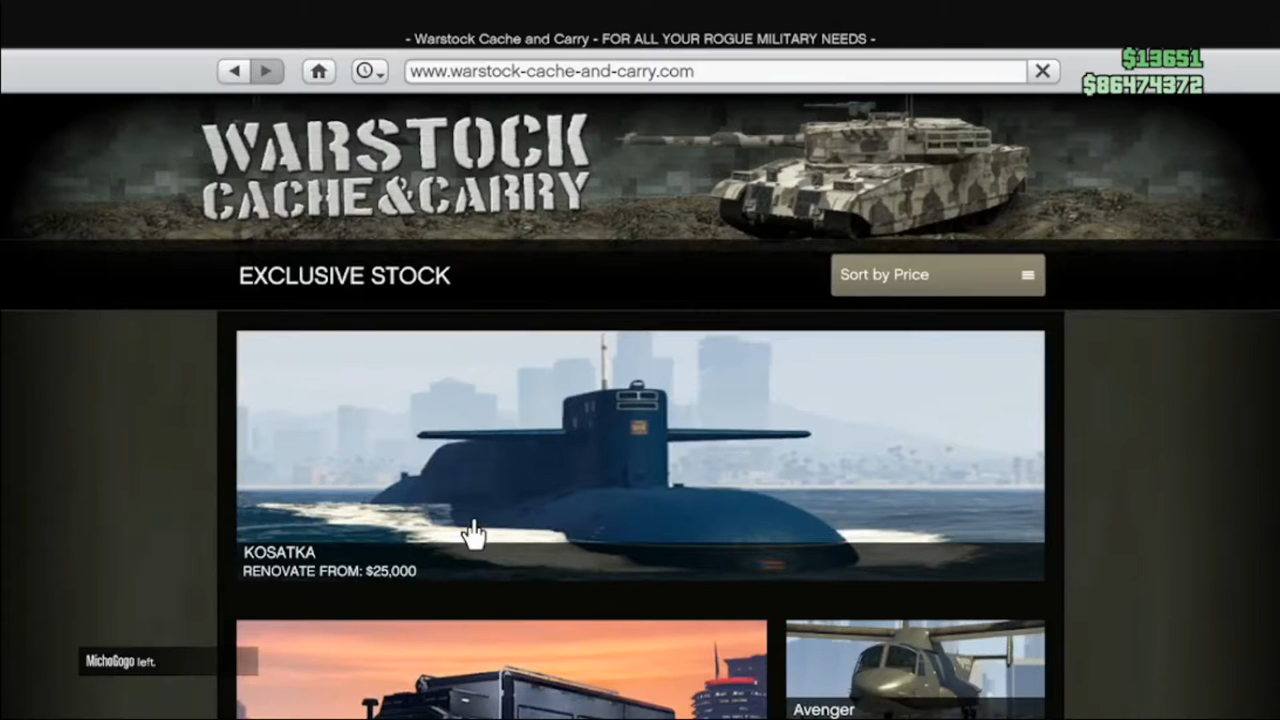 - Warstock Cache and Carry - FOR ALL YOUR ROGUE MILITARY NEEDS -
www.warstock-cache-and-carry.com
$13651
$86474372
WARSTOCK
CACHE&CARRY
EXCLUSIVE STOCK
Sort by Price
KOSATKA
RENOVATE FROM: $25,000
MichoGogo left.
Avenger